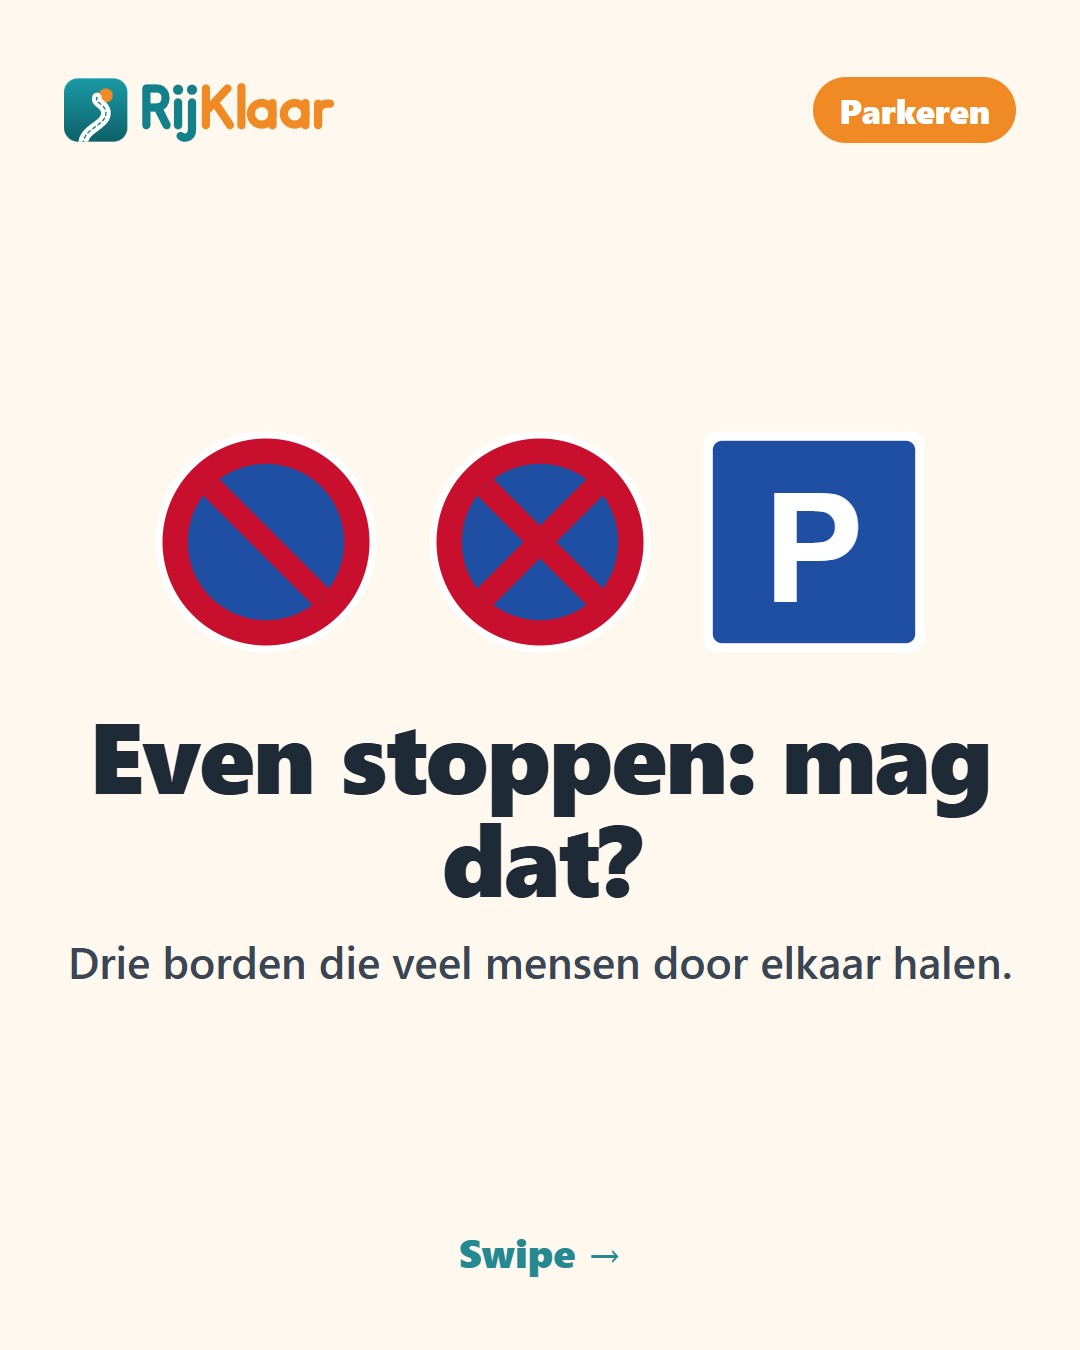 RijKlaar
Parkeren
P
Even stoppen: mag
dat?
Drie borden die veel mensen door elkaar halen.
Swipe →